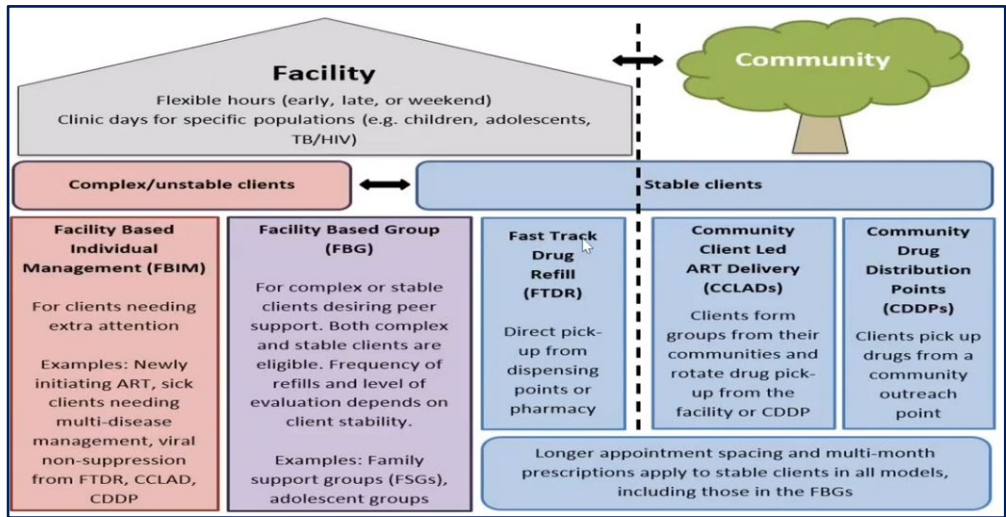 Facility
Flexible hours (early, late, or weekend)
Clinic days for specific populations (e.g. children, adolescents,
TB/HIV)
Community
Complex/unstable clients
Stable clients
Facility Based
Individual
Management (FBIM)
For clients needing
extra attention
Examples: Newly
initiating ART, sick
clients needing
multi-disease
management, viral
non-suppression
from FTDR, CCLAD,
CDDP
Facility Based Group
(FBG)
For complex or stable
clients desiring peer
support. Both complex
and stable clients are
eligible. Frequency of
refills and level of
evaluation depends on
client stability.
Examples: Family
support groups (FSGs),
adolescent groups
Fast Track
Drug
Refill
(FTDR)
Direct pick-
up from
dispensing
points or
pharmacy
Community
Client Led
ART Delivery
(CCLADs)
Clients form
groups from their
communities and
rotate drug pick-
up from the
facility or CDDP
Community
Drug
Distribution
Points
(CDDPs)
Clients pick up
drugs from a
community
outreach
point
Longer appointment spacing and multi-month
prescriptions apply to stable clients in all models,
including those in the FBGs